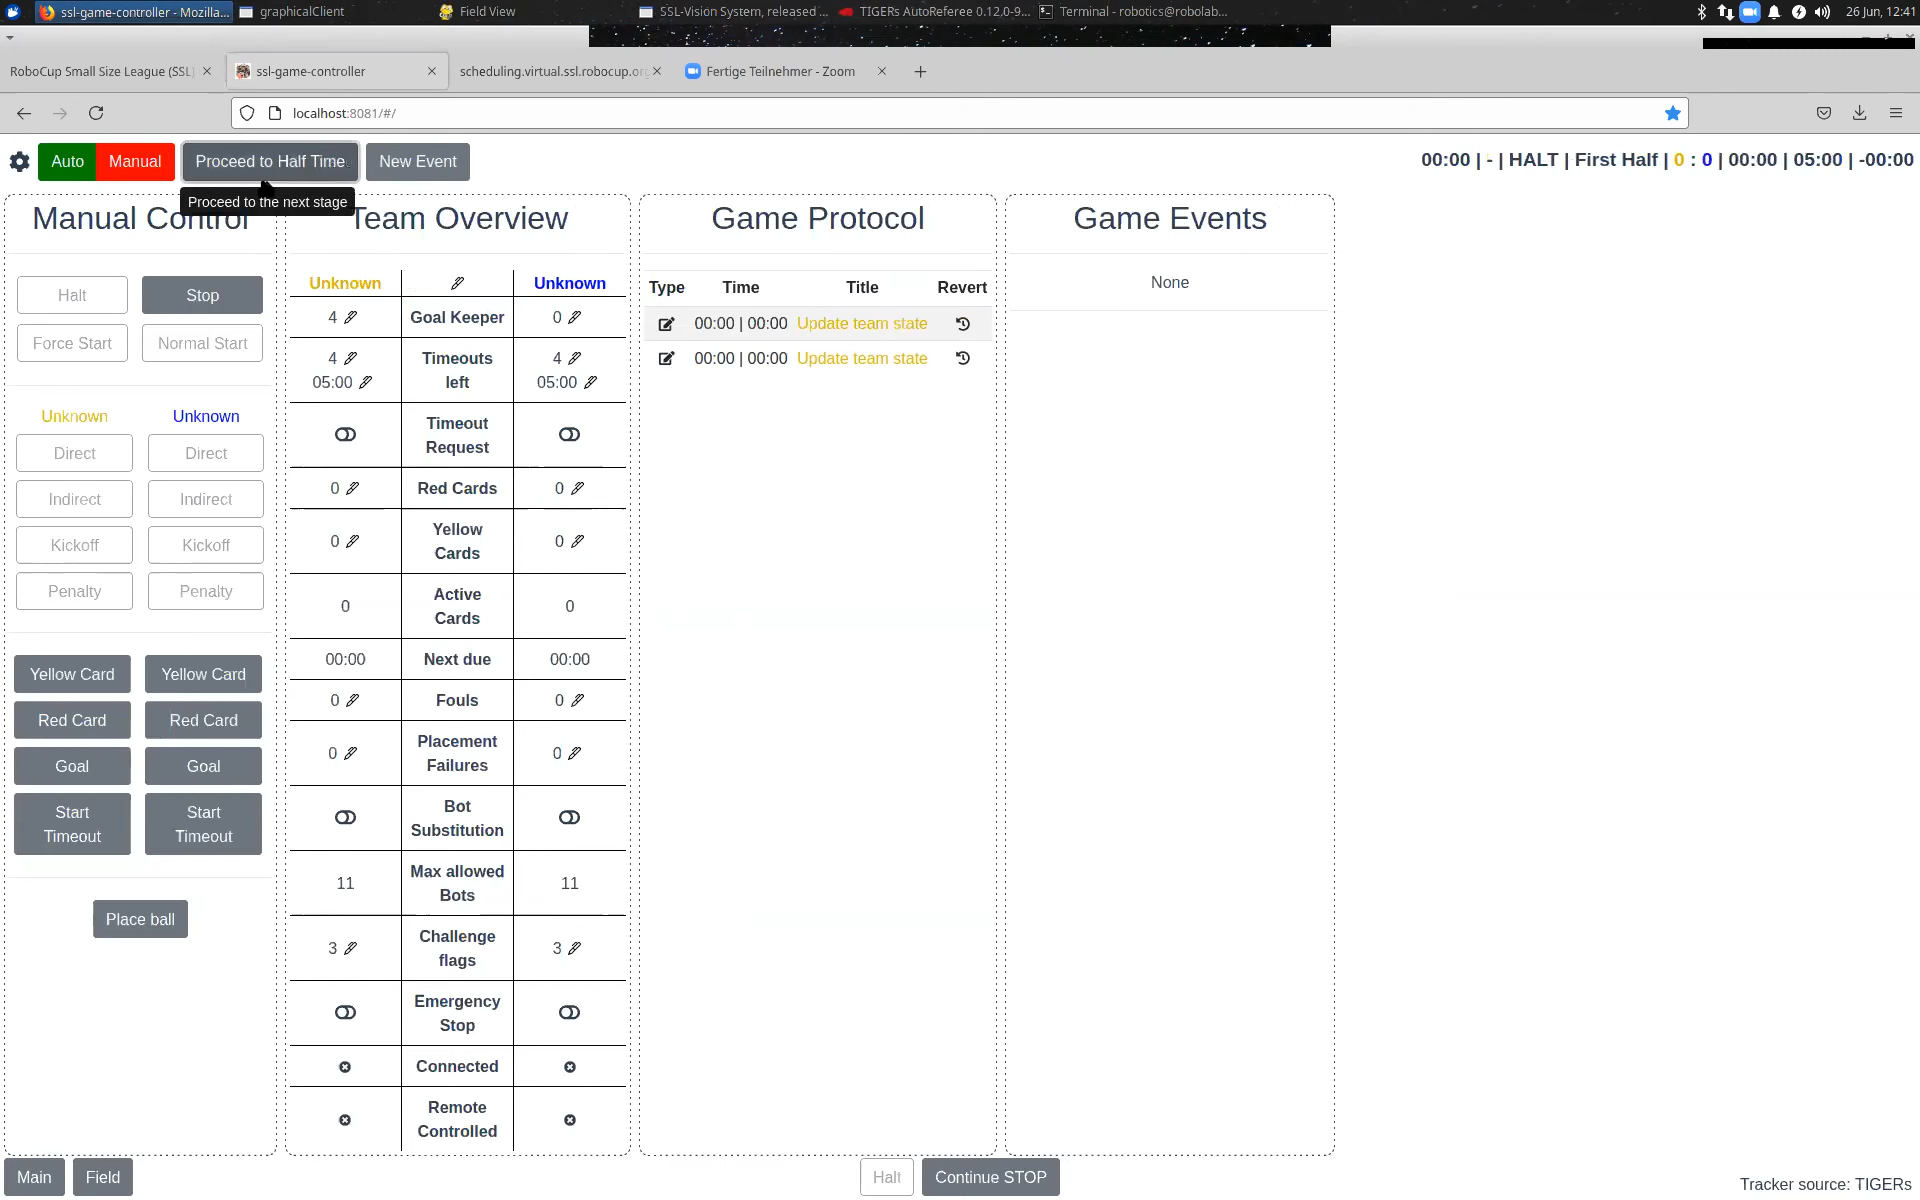 ssl-game-controller - Mozilla...
graphicalClient
Field View
SSL-Vision System, released ...
TIGERs AutoReferee 0.12.0-9...
Terminal - robotics@robolab...
26 Jun, 12:41
RoboCup Small Size League (SSL)
ssl-game-controller
scheduling.virtual.ssl.robocup.org
Fertige Teilnehmer - Zoom
localhost:8081/#/
Auto
Manual
Proceed to Half Time
New Event
00:00 | - | HALT | First Half | 0 : 0 | 00:00 | 05:00 | -00:00
Proceed to the next stage
Manual Control
Halt
Stop
Force Start
Normal Start
Unknown Unknown
Direct Direct
Indirect Indirect
Kickoff Kickoff
Penalty Penalty
Yellow Card Yellow Card
Red Card Red Card
Goal Goal
Start Timeout Start Timeout
Place ball
Team Overview
Unknown Unknown
4 Goal Keeper 0
4 05:00 Timeouts left 4 05:00
Timeout Request
0 Red Cards 0
0 Yellow Cards 0
0 Active Cards 0
00:00 Next due 00:00
0 Fouls 0
0 Placement Failures 0
Bot Substitution
11 Max allowed Bots 11
3 Challenge flags 3
Emergency Stop
Connected
Remote Controlled
Game Protocol
Type Time Title Revert
00:00 | 00:00 Update team state
00:00 | 00:00 Update team state
Game Events
None
Main
Field
Halt
Continue STOP
Tracker source: TIGERs